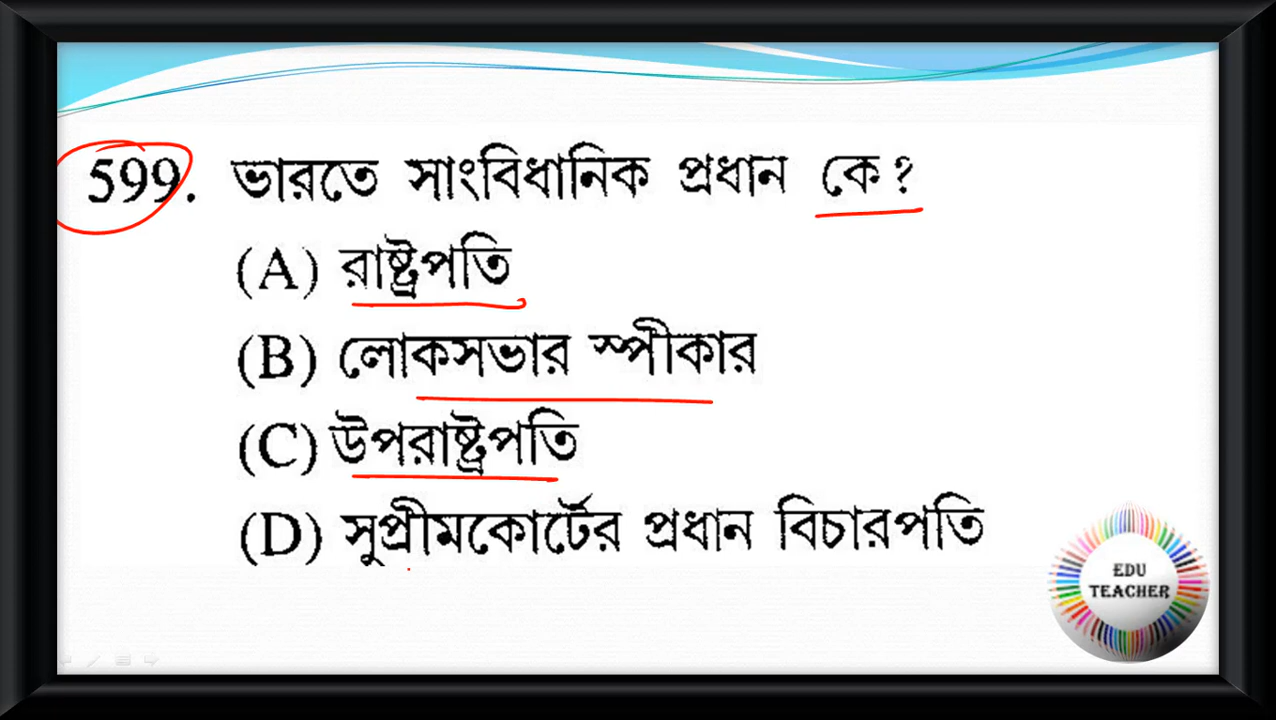 599. ভারতে সাংবিধানিক প্রধান কে?
(A) রাষ্ট্রপতি
(B) লোকসভার স্পীকার
(C) উপরাষ্ট্রপতি
(D) সুপ্রীমকোর্টের প্রধান বিচারপতি
EDU
TEACHER